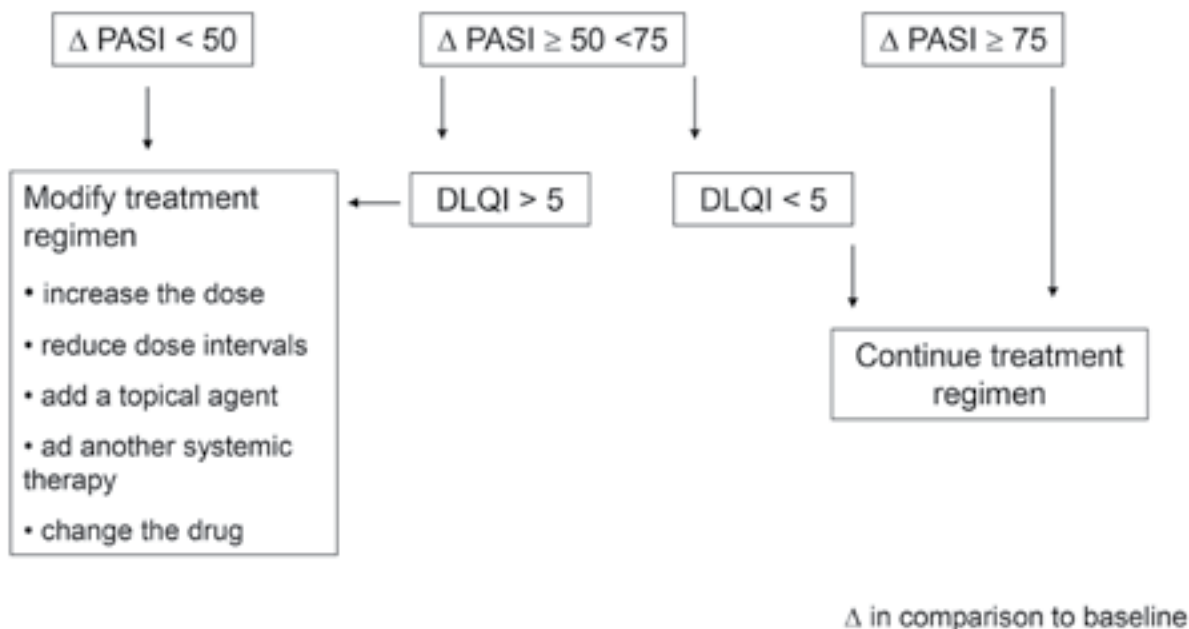 Δ PASI < 50
Δ PASI ≥ 50 <75
Δ PASI ≥ 75
Modify treatment
regimen
• increase the dose
• reduce dose intervals
• add a topical agent
• ad another systemic
therapy
• change the drug
DLQI > 5
DLQI < 5
Continue treatment
regimen
Δ in comparison to baseline